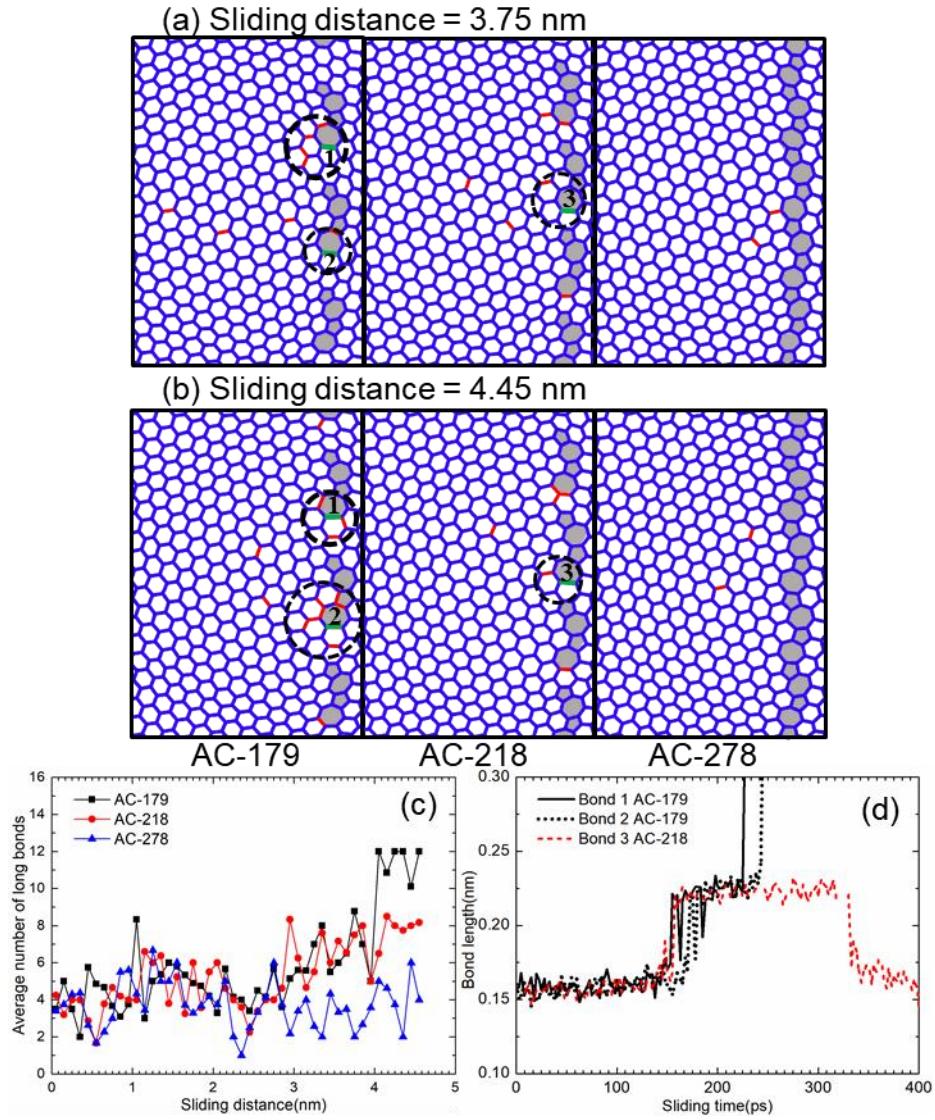 (a) Sliding distance = 3.75 nm
1
2
3
(b) Sliding distance = 4.45 nm
1
2
3
AC-179 AC-218 AC-278
(c)
AC-179
AC-218
AC-278
16
14
12
10
8
6
4
2
0
Average number of long bonds
0 1 2 3 4 5
Sliding distance(nm)
(d)
Bond 1 AC-179
Bond 2 AC-179
Bond 3 AC-218
0.30
0.25
0.20
0.15
0.10
Bond length(nm)
0 100 200 300 400
Sliding time(ps)